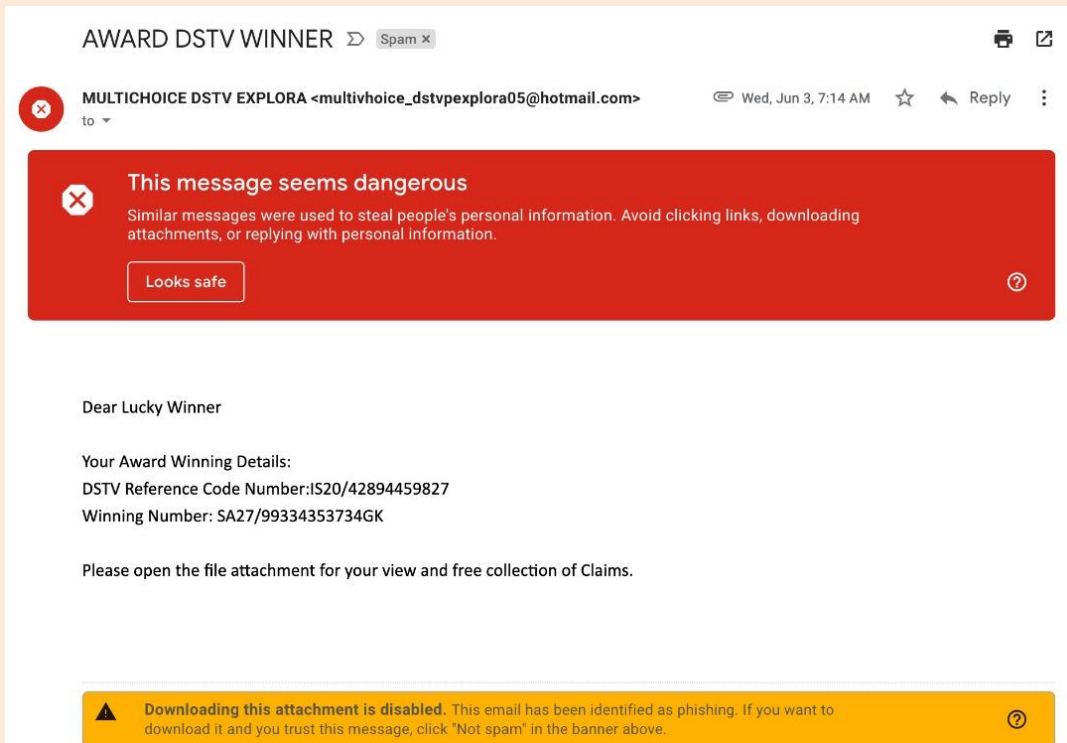 AWARD DSTV WINNER Spam ×
MULTICHOICE DSTV EXPLORA <multivhoice_dstvpexplora05@hotmail.com> Wed, Jun 3, 7:14 AM Reply
to
This message seems dangerous
Similar messages were used to steal people's personal information. Avoid clicking links, downloading
attachments, or replying with personal information.
Looks safe
Dear Lucky Winner
Your Award Winning Details:
DSTV Reference Code Number:IS20/42894459827
Winning Number: SA27/99334353734GK
Please open the file attachment for your view and free collection of Claims.
Downloading this attachment is disabled. This email has been identified as phishing. If you want to
download it and you trust this message, click "Not spam" in the banner above.